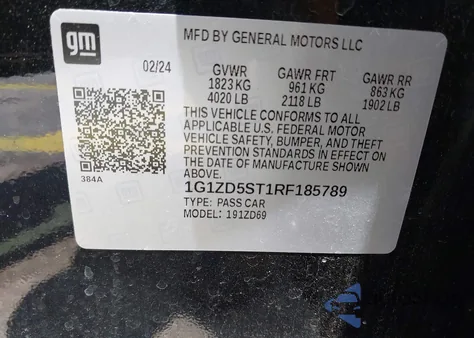 gm
MFD BY GENERAL MOTORS LLC
02/24 GVWR GAWR FRT GAWR RR
1823 KG 961 KG 863 KG
4020 LB 2118 LB 1902 LB
THIS VEHICLE CONFORMS TO ALL
APPLICABLE U.S. FEDERAL MOTOR
VEHICLE SAFETY, BUMPER, AND THEFT
PREVENTION STANDARDS IN EFFECT ON
THE DATE OF MANUFACTURE SHOWN
ABOVE.
3B4A
1G1ZD5ST1RF185789
TYPE: PASS CAR
MODEL: 191ZD69